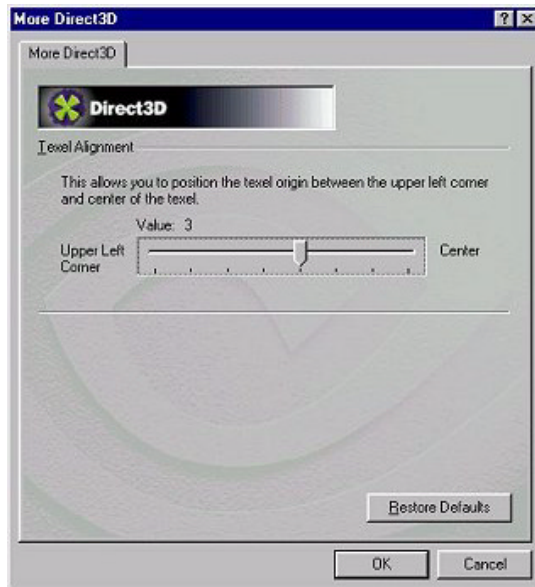 More Direct3D
More Direct3D
Direct3D
Texel Alignment
This allows you to position the texel origin between the upper left corner
and center of the texel.
Value: 3
Upper Left
Corner
Center
Restore Defaults
OK
Cancel